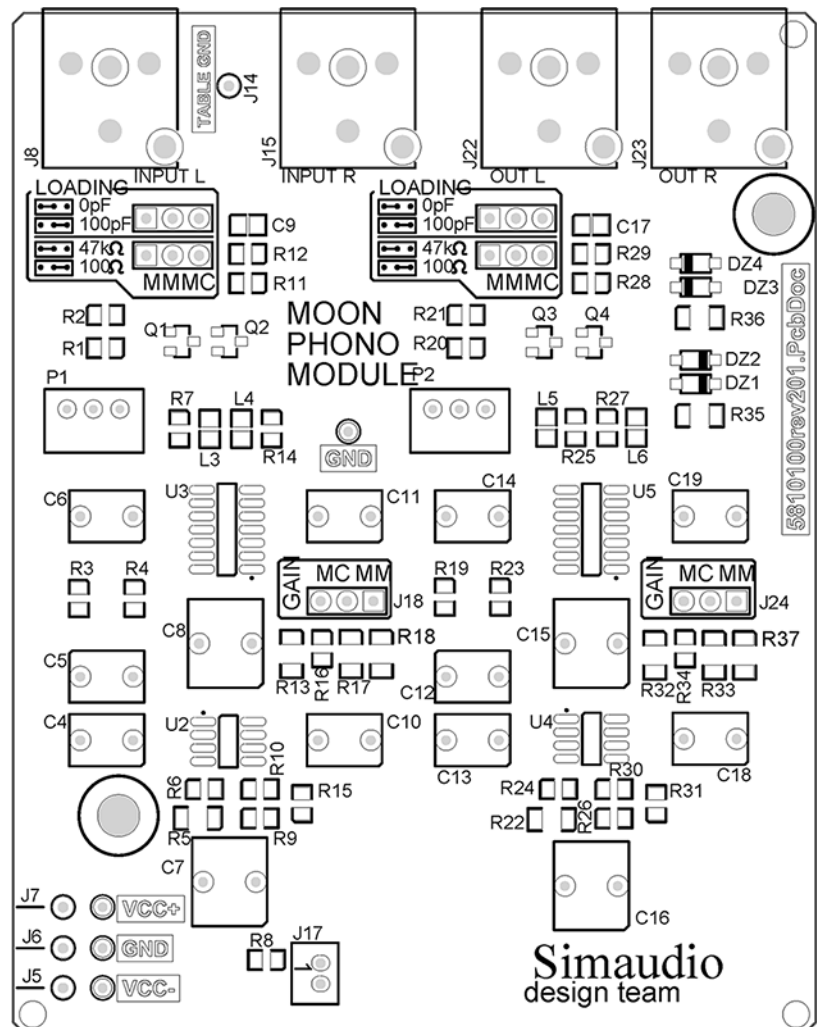 TABLE GND
J14
J8
J15
J22
J23
INPUT L
INPUT R
OUT L
OUT R
LOADING
0pF
100pF
47kΩ
100Ω
MMMC
C9
R12
R11
LOADING
0pF
100pF
47kΩ
100Ω
MMMC
C17
R29
R28
DZ4
DZ3
R36
DZ2
DZ1
R35
5810100rev201.PcbDoc
R2
R1
Q1
Q2
MOON
PHONO
MODULE
R21
R20
Q3
Q4
P1
P2
R7
L4
L3
R14
GND
L5
R27
R25
L6
C6
U3
C11
C14
U5
C19
R3
R4
GAIN
MC MM
J18
R19
R23
GAIN
MC MM
J24
C8
R18
R13
R16
R17
C15
R37
R32
R34
R33
C5
C12
C4
U2
C10
C13
U4
C18
R6
R10
R15
R5
R9
R24
R30
R31
R22
R26
C7
C16
J7
VCC+
J6
GND
J5
VCC-
R8
J17
1
Simaudio
design team